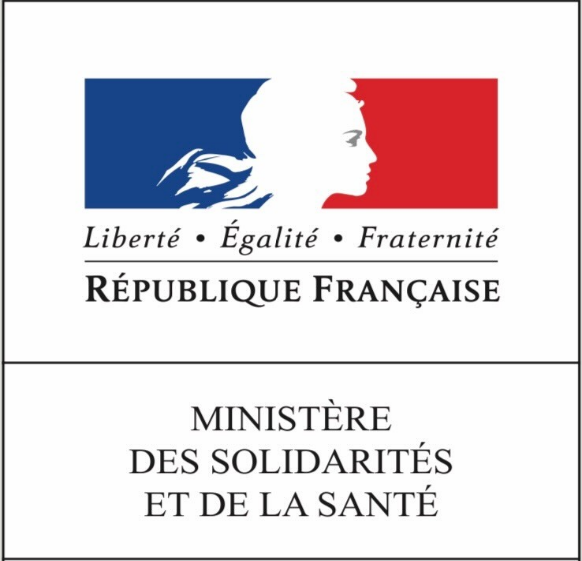 Liberté • Égalité • Fraternité
RÉPUBLIQUE FRANÇAISE
MINISTÈRE
DES SOLIDARITÉS
ET DE LA SANTÉ